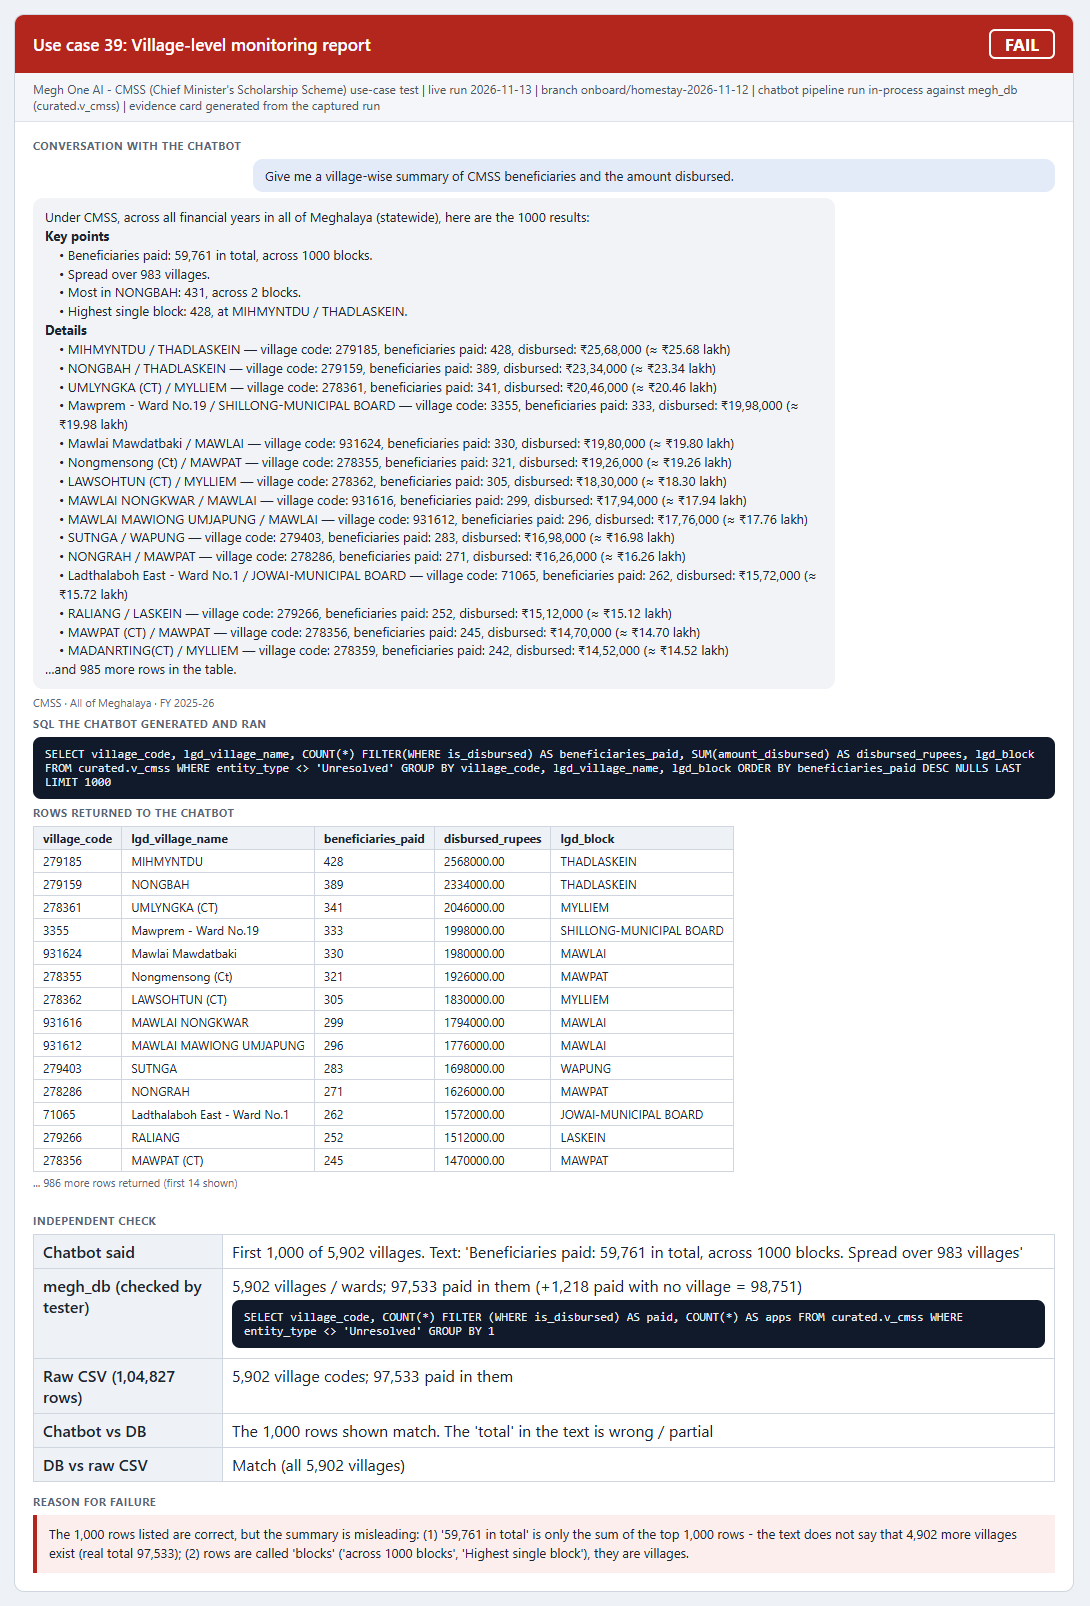 Use case 39: Village-level monitoring report
FAIL
Megh One AI - CMSS (Chief Minister's Scholarship Scheme) use-case test | live run 2026-11-13 | branch onboard/homestay-2026-11-12 | chatbot pipeline run in-process against megh_db
(curated.v_cmss) | evidence card generated from the captured run
CONVERSATION WITH THE CHATBOT
Give me a village-wise summary of CMSS beneficiaries and the amount disbursed.
Under CMSS, across all financial years in all of Meghalaya (statewide), here are the 1000 results:
Key points
• Beneficiaries paid: 59,761 in total, across 1000 blocks.
• Spread over 983 villages.
• Most in NONGBAH: 431, across 2 blocks.
• Highest single block: 428, at MIHMYNTDU / THADLASKEIN.
Details
• MIHMYNTDU / THADLASKEIN — village code: 279185, beneficiaries paid: 428, disbursed: ₹25,68,000 (≈ ₹25.68 lakh)
• NONGBAH / THADLASKEIN — village code: 279159, beneficiaries paid: 389, disbursed: ₹23,34,000 (≈ ₹23.34 lakh)
• UMLYNGKA (CT) / MYLLIEM — village code: 278361, beneficiaries paid: 341, disbursed: ₹20,46,000 (≈ ₹20.46 lakh)
• Mawprem - Ward No.19 / SHILLONG-MUNICIPAL BOARD — village code: 3355, beneficiaries paid: 333, disbursed: ₹19,98,000 (≈
₹19.98 lakh)
• Mawlai Mawdatbaki / MAWLAI — village code: 931624, beneficiaries paid: 330, disbursed: ₹19,80,000 (≈ ₹19.80 lakh)
• Nongmensong (Ct) / MAWPAT — village code: 278355, beneficiaries paid: 321, disbursed: ₹19,26,000 (≈ ₹19.26 lakh)
• LAWSOHTUN (CT) / MYLLIEM — village code: 278362, beneficiaries paid: 305, disbursed: ₹18,30,000 (≈ ₹18.30 lakh)
• MAWLAI NONGKWAR / MAWLAI — village code: 931616, beneficiaries paid: 299, disbursed: ₹17,94,000 (≈ ₹17.94 lakh)
• MAWLAI MAWIONG UMJAPUNG / MAWLAI — village code: 931612, beneficiaries paid: 296, disbursed: ₹17,76,000 (≈ ₹17.76 lakh)
• SUTNGA / WAPUNG — village code: 279403, beneficiaries paid: 283, disbursed: ₹16,98,000 (≈ ₹16.98 lakh)
• NONGRAH / MAWPAT — village code: 278286, beneficiaries paid: 271, disbursed: ₹16,26,000 (≈ ₹16.26 lakh)
• Ladthalaboh East - Ward No.1 / JOWAI-MUNICIPAL BOARD — village code: 71065, beneficiaries paid: 262, disbursed: ₹15,72,000 (≈
₹15.72 lakh)
• RALIANG / LASKEIN — village code: 279266, beneficiaries paid: 252, disbursed: ₹15,12,000 (≈ ₹15.12 lakh)
• MAWPAT (CT) / MAWPAT — village code: 278356, beneficiaries paid: 245, disbursed: ₹14,70,000 (≈ ₹14.70 lakh)
• MADANRTING(CT) / MYLLIEM — village code: 278359, beneficiaries paid: 242, disbursed: ₹14,52,000 (≈ ₹14.52 lakh)
...and 985 more rows in the table.
CMSS · All of Meghalaya · FY 2025-26
SQL THE CHATBOT GENERATED AND RAN
SELECT village_code, lgd_village_name, COUNT(*) FILTER(WHERE is_disbursed) AS beneficiaries_paid, SUM(amount_disbursed) AS disbursed_rupees, lgd_block
FROM curated.v_cmss WHERE entity_type <> 'Unresolved' GROUP BY village_code, lgd_village_name, lgd_block ORDER BY beneficiaries_paid DESC NULLS LAST
LIMIT 1000
ROWS RETURNED TO THE CHATBOT
village_code lgd_village_name beneficiaries_paid disbursed_rupees lgd_block
279185 MIHMYNTDU 428 2568000.00 THADLASKEIN
279159 NONGBAH 389 2334000.00 THADLASKEIN
278361 UMLYNGKA (CT) 341 2046000.00 MYLLIEM
3355 Mawprem - Ward No.19 333 1998000.00 SHILLONG-MUNICIPAL BOARD
931624 Mawlai Mawdatbaki 330 1980000.00 MAWLAI
278355 Nongmensong (Ct) 321 1926000.00 MAWPAT
278362 LAWSOHTUN (CT) 305 1830000.00 MYLLIEM
931616 MAWLAI NONGKWAR 299 1794000.00 MAWLAI
931612 MAWLAI MAWIONG UMJAPUNG 296 1776000.00 MAWLAI
279403 SUTNGA 283 1698000.00 WAPUNG
278286 NONGRAH 271 1626000.00 MAWPAT
71065 Ladthalaboh East - Ward No.1 262 1572000.00 JOWAI-MUNICIPAL BOARD
279266 RALIANG 252 1512000.00 LASKEIN
278356 MAWPAT (CT) 245 1470000.00 MAWPAT
... 986 more rows returned (first 14 shown)
INDEPENDENT CHECK
Chatbot said First 1,000 of 5,902 villages. Text: 'Beneficiaries paid: 59,761 in total, across 1000 blocks. Spread over 983 villages'
megh_db (checked by
tester)
5,902 villages / wards; 97,533 paid in them (+1,218 paid with no village = 98,751)
SELECT village_code, COUNT(*) FILTER (WHERE is_disbursed) AS paid, COUNT(*) AS apps FROM curated.v_cmss WHERE
entity_type <> 'Unresolved' GROUP BY 1
Raw CSV (1,04,827
rows)
5,902 village codes; 97,533 paid in them
Chatbot vs DB The 1,000 rows shown match. The 'total' in the text is wrong / partial
DB vs raw CSV Match (all 5,902 villages)
REASON FOR FAILURE
The 1,000 rows listed are correct, but the summary is misleading: (1) '59,761 in total' is only the sum of the top 1,000 rows - the text does not say that 4,902 more villages
exist (real total 97,533); (2) rows are called 'blocks' ('across 1000 blocks', 'Highest single block'), they are villages.